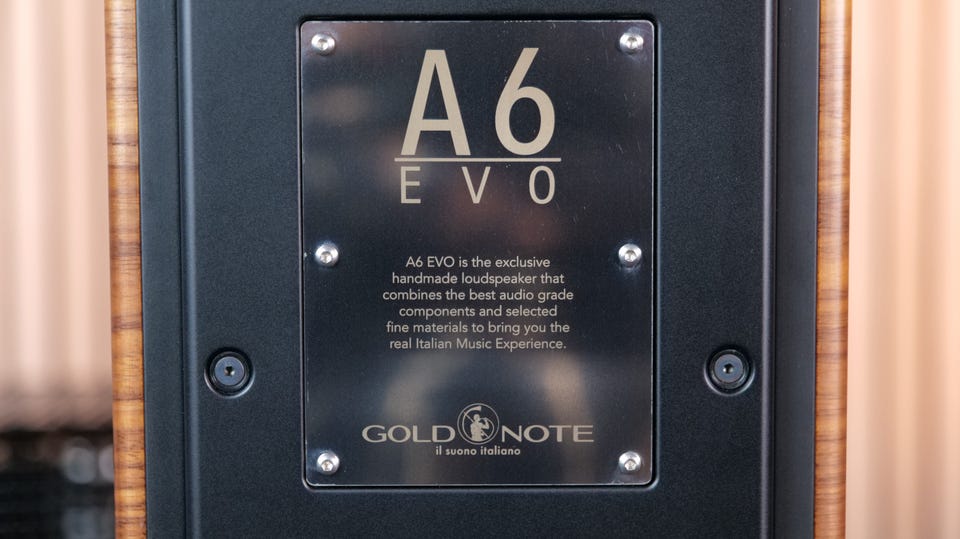 A6
EVO
A6 EVO is the exclusive
handmade loudspeaker that
combines the best audio grade
components and selected
fine materials to bring you the
real Italian Music Experience.
GOLD NOTE
il suono italiano